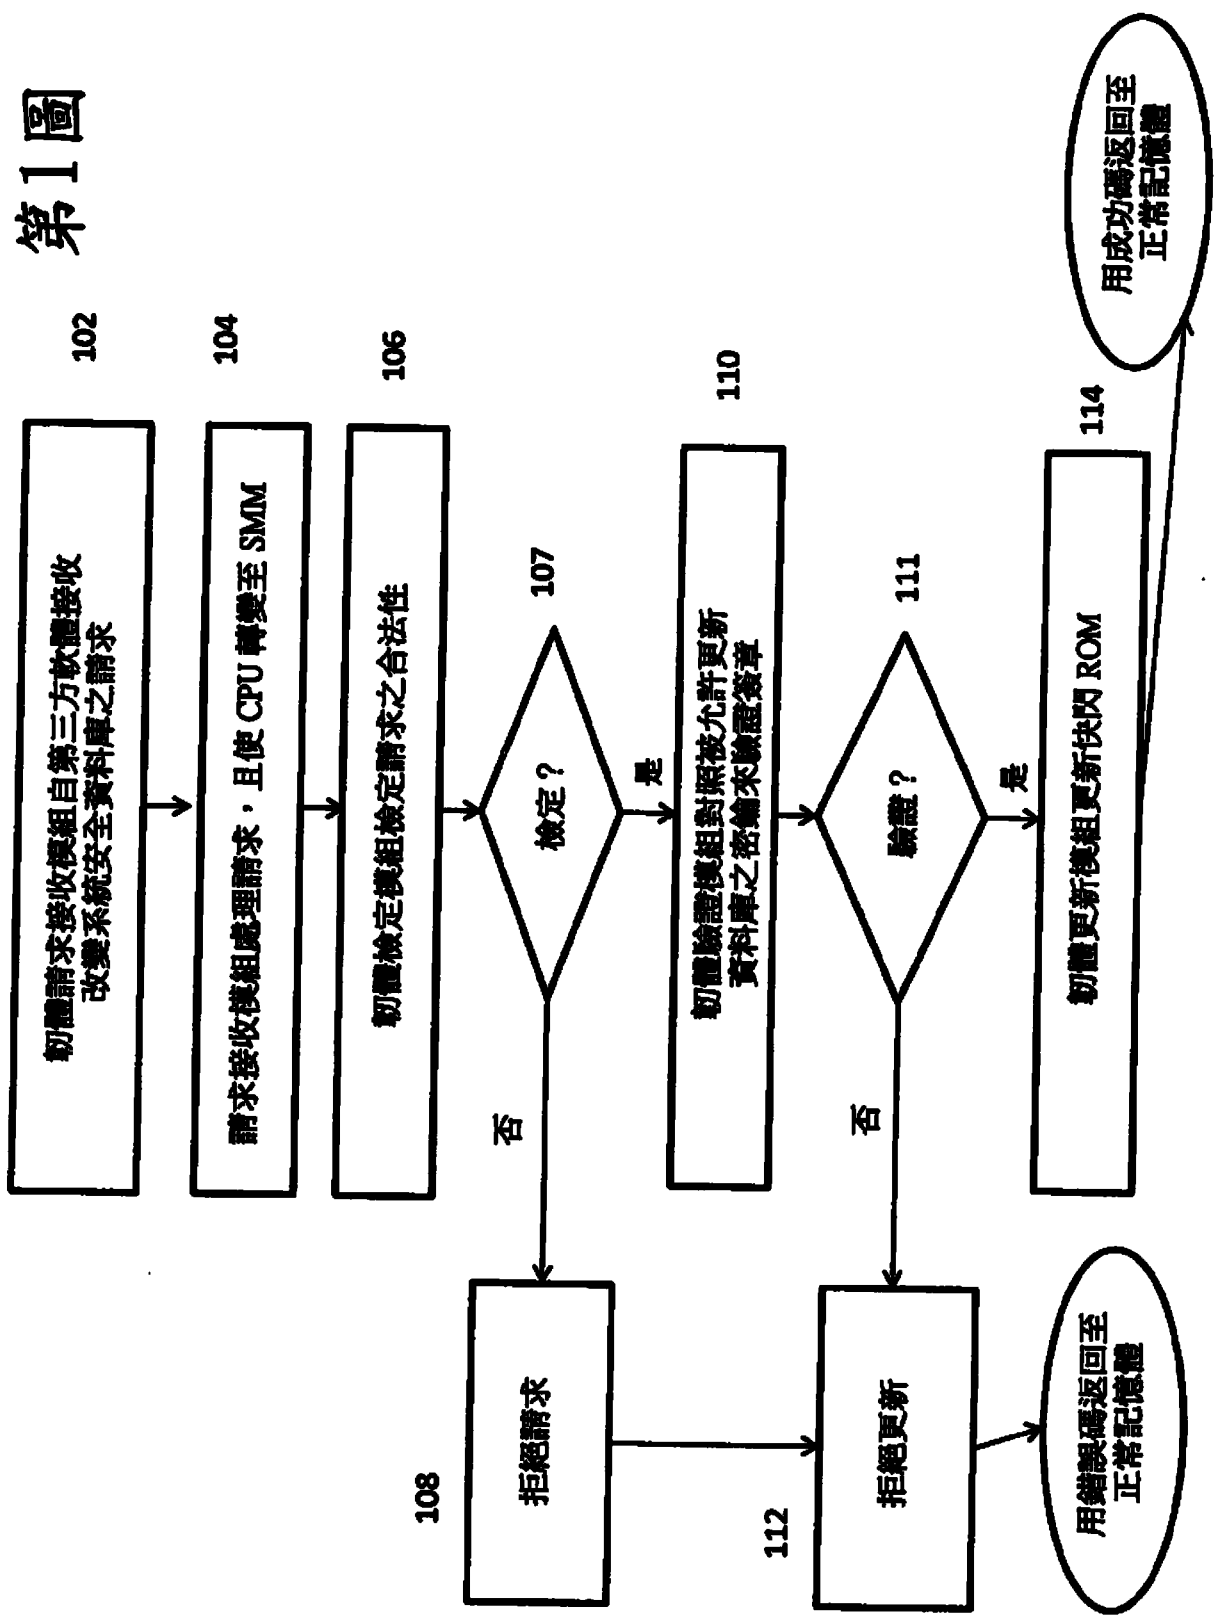 第1圖
韌體請求接收模組自第三方軟體接收
改變系統安全資料庫之請求
102
請求接收模組處理請求，且使 CPU 轉變至 SMM
104
韌體檢定模組檢定請求之合法性
106
檢定？
107
否
是
拒絕請求
108
韌體驗證模組對照被允許更新
資料庫之密鑰來驗證簽章
110
驗證？
111
否
是
拒絕更新
112
韌體更新模組更新快閃 ROM
114
用錯誤碼返回至
正常記憶體
用成功碼返回至
正常記憶體